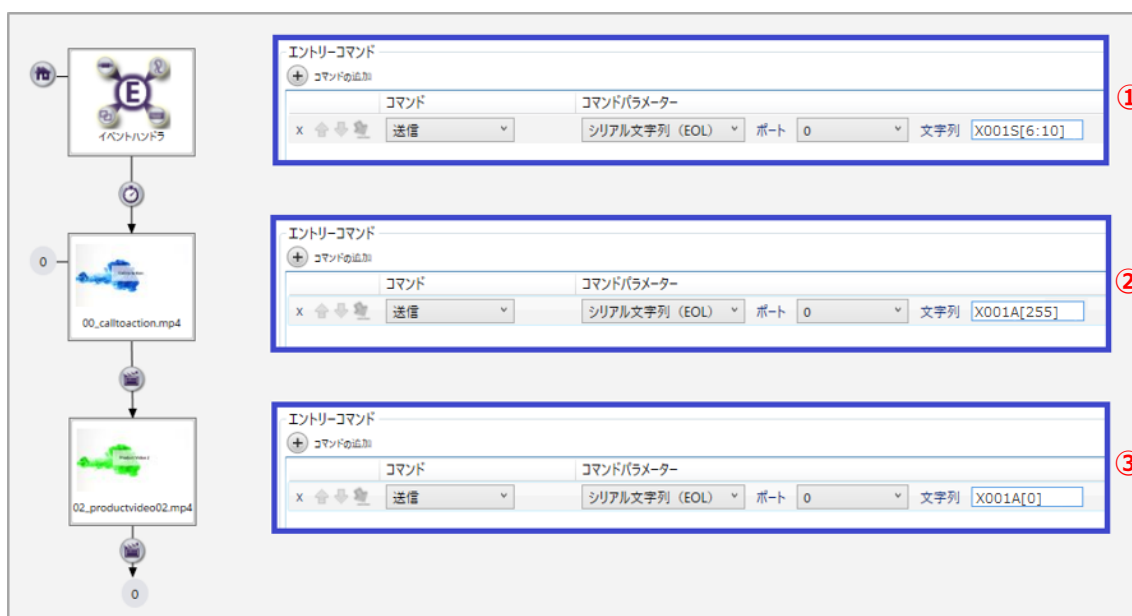 エントリーコマンド
コマンドの追加
コマンド コマンドパラメーター
x 送信 シリアル文字列 (EOL) ポート 0 文字列 X001S[6:10]
①
E
イベントハンドラ
エントリーコマンド
コマンドの追加
コマンド コマンドパラメーター
x 送信 シリアル文字列 (EOL) ポート 0 文字列 X001A[255]
②
0
00_calltoaction.mp4
エントリーコマンド
コマンドの追加
コマンド コマンドパラメーター
x 送信 シリアル文字列 (EOL) ポート 0 文字列 X001A[0]
③
02_productvideo02.mp4
0